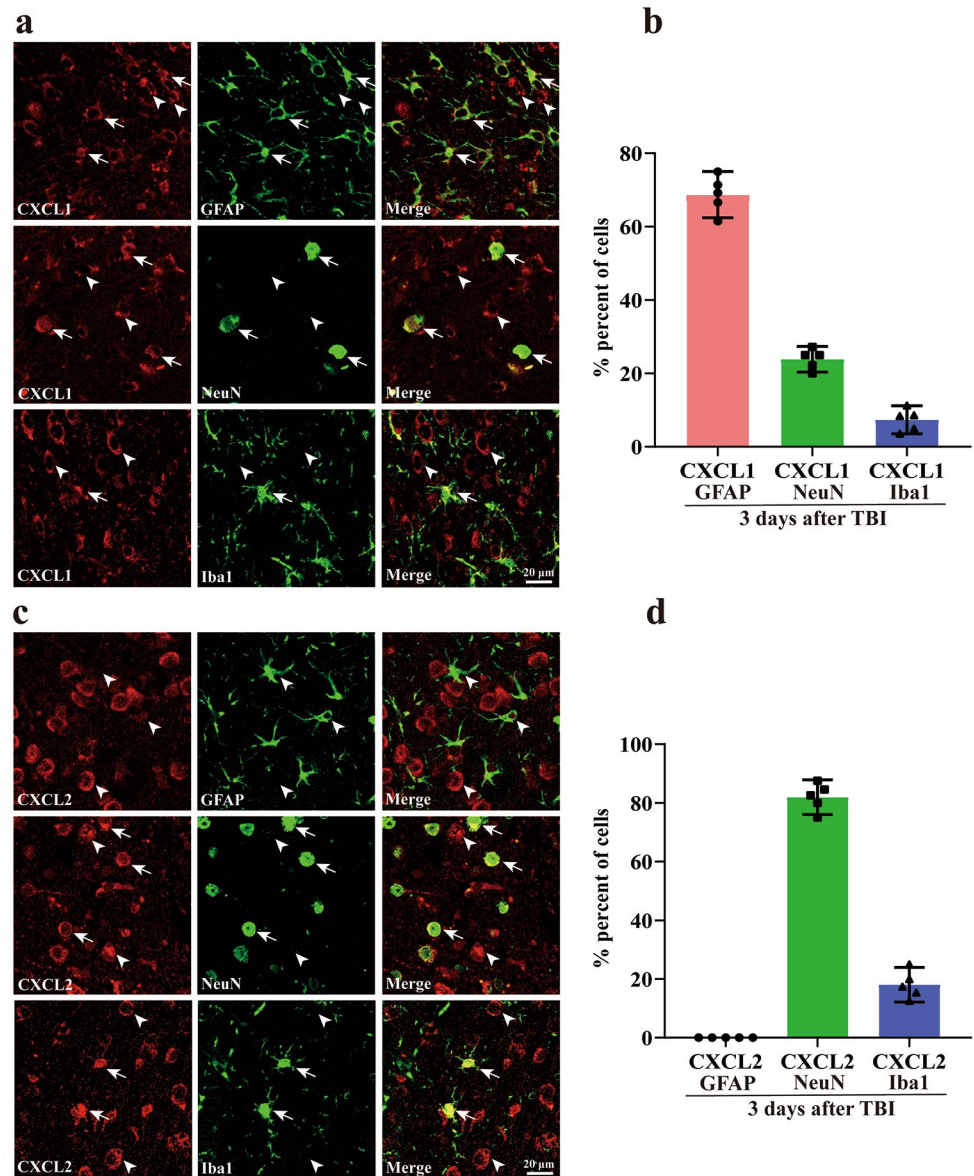 a
CXCL1 GFAP Merge
CXCL1 NeuN Merge
CXCL1 Iba1 Merge
20 µm
b
% percent of cells
80
60
40
20
0
CXCL1 CXCL1 CXCL1
GFAP NeuN Iba1
3 days after TBI
c
CXCL2 GFAP Merge
CXCL2 NeuN Merge
CXCL2 Iba1 Merge
20 µm
d
% percent of cells
100
80
60
40
20
0
CXCL2 CXCL2 CXCL2
GFAP NeuN Iba1
3 days after TBI